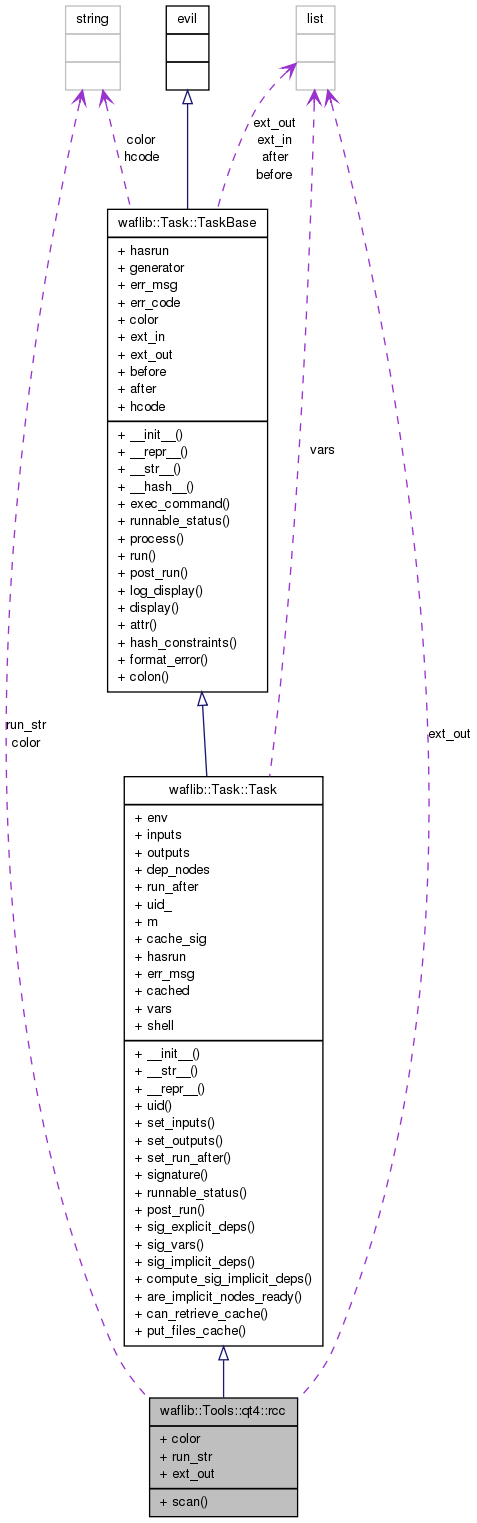 string
evil
list
color
hcode
ext_out
ext_in
after
before
waflib::Task::TaskBase
+ hasrun
+ generator
+ err_msg
+ err_code
+ color
+ ext_in
+ ext_out
+ before
+ after
+ hcode
+ __init__()
+ __repr__()
+ __str__()
+ __hash__()
+ exec_command()
+ runnable_status()
+ process()
+ run()
+ post_run()
+ log_display()
+ display()
+ attr()
+ hash_constraints()
+ format_error()
+ colon()
vars
run_str
color
ext_out
waflib::Task::Task
+ env
+ inputs
+ outputs
+ dep_nodes
+ run_after
+ uid_
+ m
+ cache_sig
+ hasrun
+ err_msg
+ cached
+ vars
+ shell
+ __init__()
+ __str__()
+ __repr__()
+ uid()
+ set_inputs()
+ set_outputs()
+ set_run_after()
+ signature()
+ runnable_status()
+ post_run()
+ sig_explicit_deps()
+ sig_vars()
+ sig_implicit_deps()
+ compute_sig_implicit_deps()
+ are_implicit_nodes_ready()
+ can_retrieve_cache()
+ put_files_cache()
waflib::Tools::qt4::rcc
+ color
+ run_str
+ ext_out
+ scan()